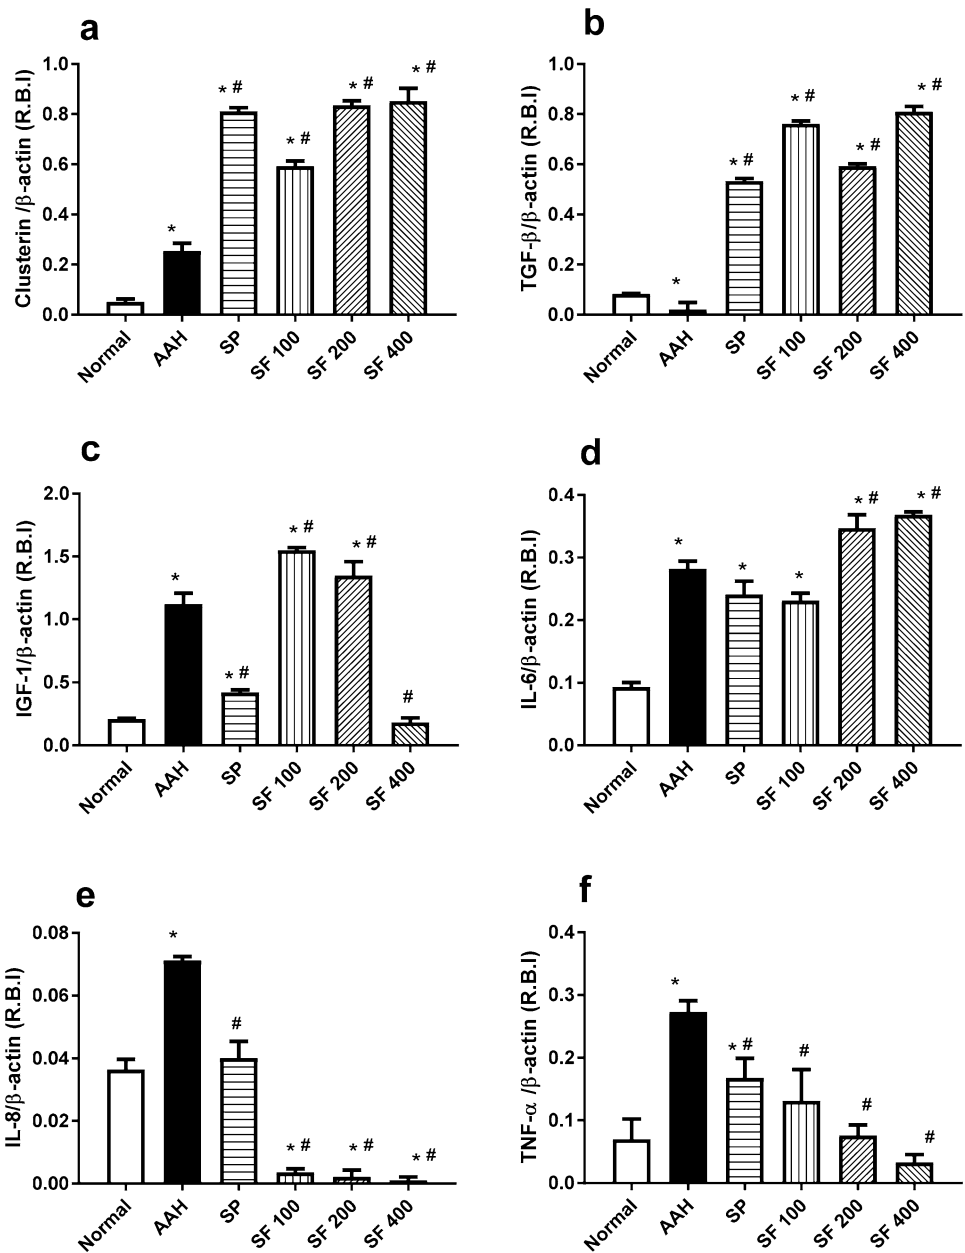 a
Clusterin /β-actin (R.B.I)
1.0
0.8
0.6
0.4
0.2
0.0
*
* #
* #
* #
* #
Normal
AAH
SP
SF 100
SF 200
SF 400
b
TGF-β/β-actin (R.B.I)
1.0
0.8
0.6
0.4
0.2
0.0
*
* #
* #
* #
* #
Normal
AAH
SP
SF 100
SF 200
SF 400
c
IGF-1/β-actin (R.B.I)
2.0
1.5
1.0
0.5
0.0
*
* #
* #
* #
#
Normal
AAH
SP
SF 100
SF 200
SF 400
d
IL-6/β-actin (R.B.I)
0.4
0.3
0.2
0.1
0.0
*
*
*
* #
* #
Normal
AAH
SP
SF 100
SF 200
SF 400
e
IL-8/β-actin (R.B.I)
0.08
0.06
0.04
0.02
0.00
*
#
* #
* #
* #
Normal
AAH
SP
SF 100
SF 200
SF 400
f
TNF-α /β-actin (R.B.I)
0.4
0.3
0.2
0.1
0.0
*
* #
#
#
#
Normal
AAH
SP
SF 100
SF 200
SF 400